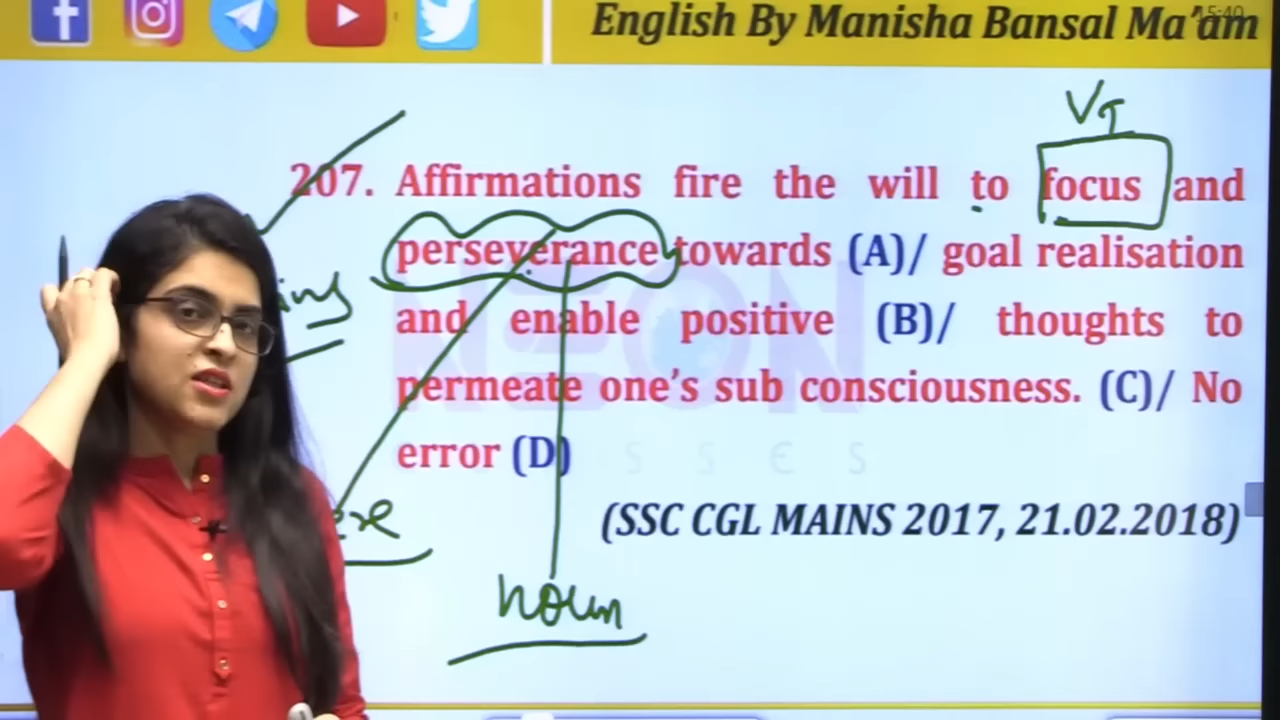 English By Manisha Bansal Ma'am
15:40
VT
207. Affirmations fire the will to focus and
perseverance towards (A)/ goal realisation
and enable positive (B)/ thoughts to
permeate one's sub consciousness. (C)/ No
error (D)
(SSC CGL MAINS 2017, 21.02.2018)
noun